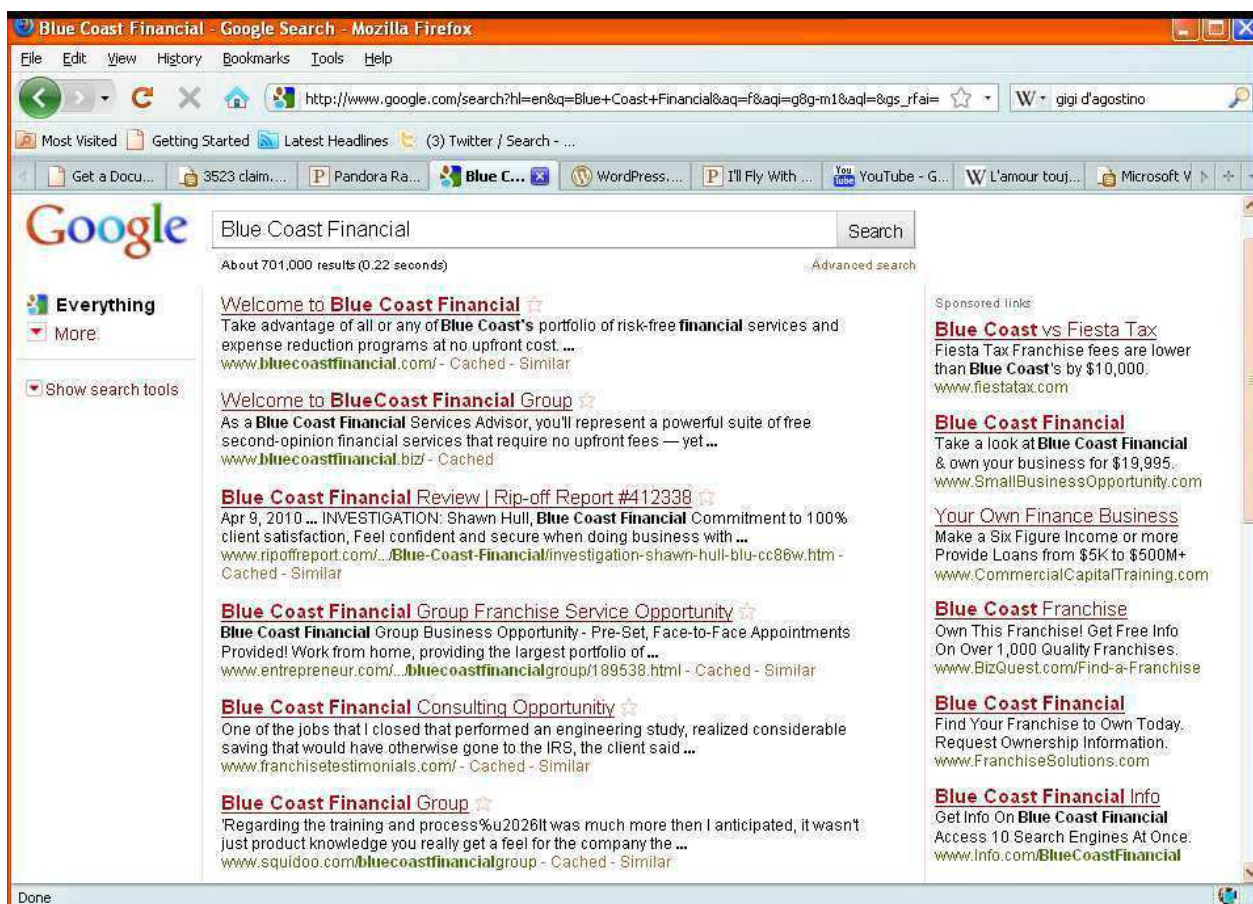 Blue Coast Financial - Google Search - Mozilla Firefox
File Edit View History Bookmarks Tools Help
http://www.google.com/search?hl=en&q=Blue+Coast+Financial&aq=f&aqi=g8g-m1&aql=&gs_rfai= W gigi d'agostino
Most Visited Getting Started Latest Headlines (3) Twitter / Search - ...
Get a Docu... 3523 claim.... P Pandora Ra... Blue C... WordPress.... P I'll Fly With ... You Tube YouTube - G... W L'amour touj... Microsoft W
Google
Blue Coast Financial Search
About 701,000 results (0.22 seconds) Advanced search
Everything
More
Show search tools
Welcome to Blue Coast Financial
Take advantage of all or any of Blue Coast's portfolio of risk-free financial services and
expense reduction programs at no upfront cost. ...
www.bluecoastfinancial.com/ - Cached - Similar
Welcome to BlueCoast Financial Group
As a Blue Coast Financial Services Advisor, you'll represent a powerful suite of free
second-opinion financial services that require no upfront fees — yet ...
www.bluecoastfinancial.biz/ - Cached
Blue Coast Financial Review | Rip-off Report #412338
Apr 9, 2010 ... INVESTIGATION: Shawn Hull, Blue Coast Financial Commitment to 100%
client satisfaction, Feel confident and secure when doing business with ...
www.ripoffreport.com/.../Blue-Coast-Financial/investigation-shawn-hull-blu-cc86w.htm -
Cached - Similar
Blue Coast Financial Group Franchise Service Opportunity
Blue Coast Financial Group Business Opportunity - Pre-Set, Face-to-Face Appointments
Provided! Work from home, providing the largest portfolio of ...
www.entrepreneur.com/.../bluecoastfinancialgroup/189538.html - Cached - Similar
Blue Coast Financial Consulting Opportunitiy
One of the jobs that I closed that performed an engineering study, realized considerable
saving that would have otherwise gone to the IRS, the client said ...
www.franchisetestimonials.com/ - Cached - Similar
Blue Coast Financial Group
'Regarding the training and process%u2026It was much more then I anticipated, it wasn't
just product knowledge you really get a feel for the company the ...
www.squidoo.com/bluecoastfinancialgroup - Cached - Similar
Sponsored links
Blue Coast vs Fiesta Tax
Fiesta Tax Franchise fees are lower
than Blue Coast's by $10,000.
www.fiestatax.com
Blue Coast Financial
Take a look at Blue Coast Financial
& own your business for $19,995.
www.SmallBusinessOpportunity.com
Your Own Finance Business
Make a Six Figure Income or more
Provide Loans from $5K to $500M+
www.CommercialCapitalTraining.com
Blue Coast Franchise
Own This Franchise! Get Free Info
On Over 1,000 Quality Franchises.
www.BizQuest.com/Find-a-Franchise
Blue Coast Financial
Find Your Franchise to Own Today.
Request Ownership Information.
www.FranchiseSolutions.com
Blue Coast Financial Info
Get Info On Blue Coast Financial
Access 10 Search Engines At Once.
www.Info.com/BlueCoastFinancial
Done